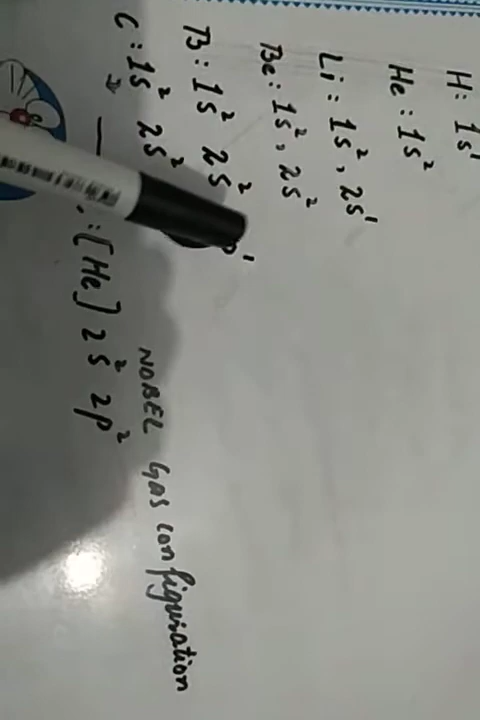 H: 1s¹
He: 1s²
Li: 1s², 2s¹
Be: 1s², 2s²
B: 1s² 2s²
C: 1s² 2s²
: [He] 2s² 2p²
NOBEL GAS configuration